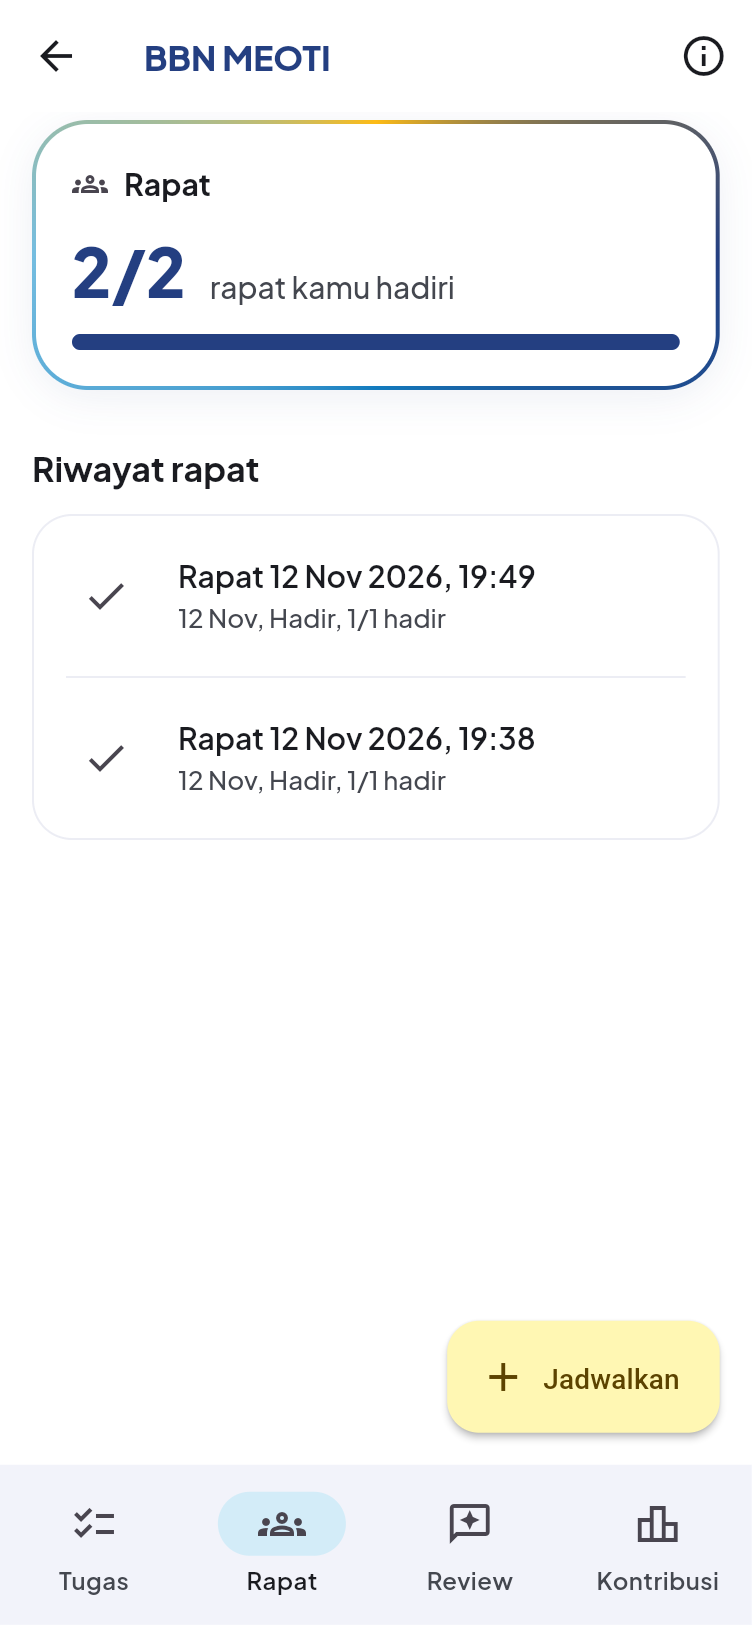 BBN MEOTI
Rapat
2/2 rapat kamu hadiri
Riwayat rapat
Rapat 12 Nov 2026, 19:49
12 Nov, Hadir, 1/1 hadir
Rapat 12 Nov 2026, 19:38
12 Nov, Hadir, 1/1 hadir
Jadwalkan
Tugas
Rapat
Review
Kontribusi